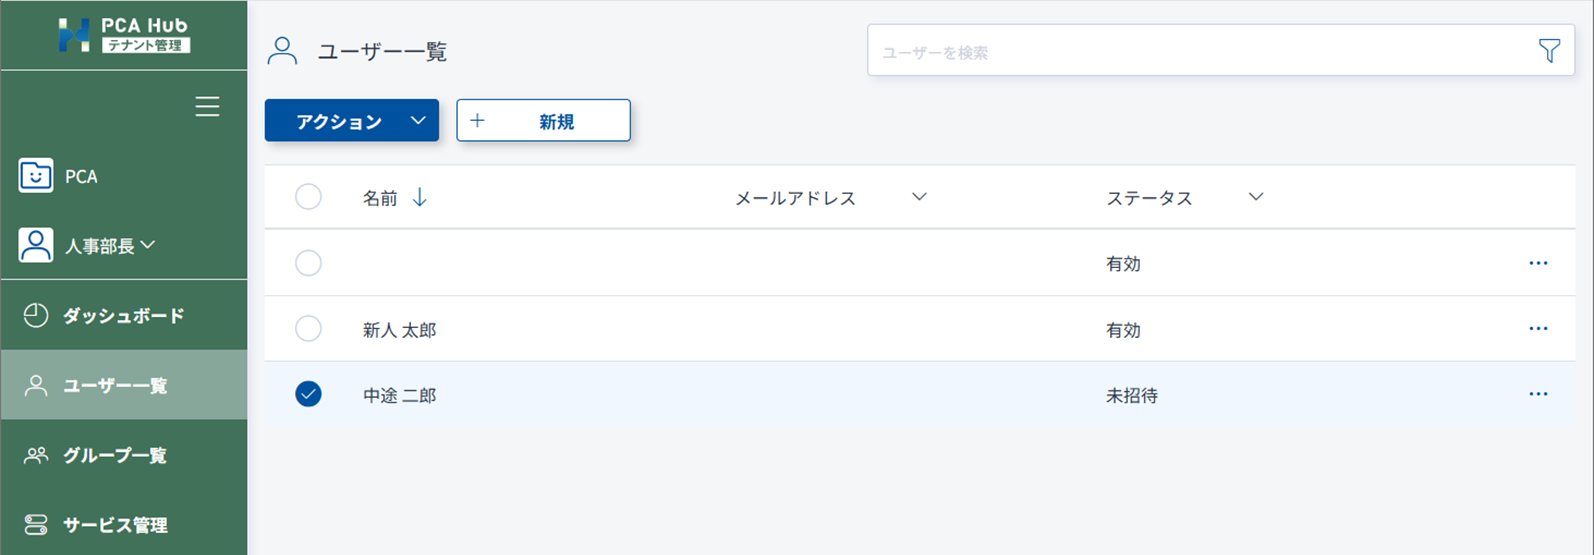 PCA Hub
テナント管理
PCA
人事部長
ダッシュボード
ユーザー一覧
グループ一覧
サービス管理
ユーザー一覧
ユーザーを検索
アクション
新規
名前 メールアドレス ステータス
有効
新人 太郎 有効
中途 二郎 未招待